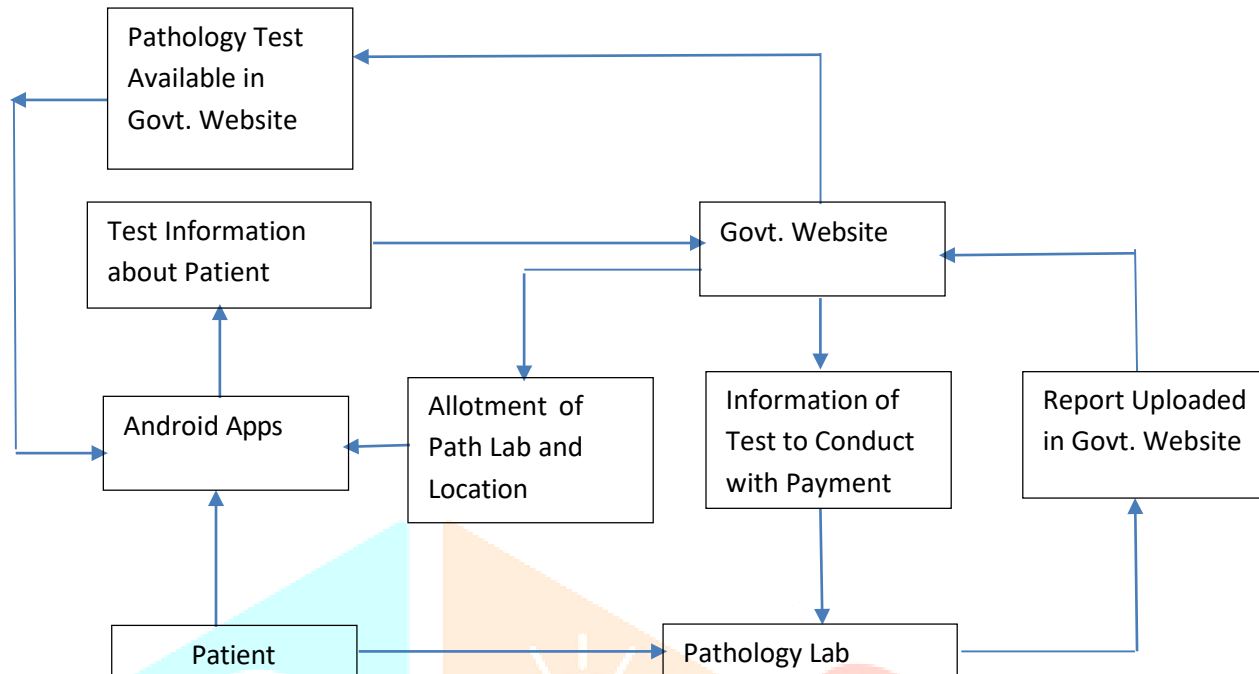 Pathology Test
Available in
Govt. Website
Test Information
about Patient
Govt. Website
Android Apps
Allotment of
Path Lab and
Location
Information of
Test to Conduct
with Payment
Report Uploaded
in Govt. Website
Patient
Pathology Lab